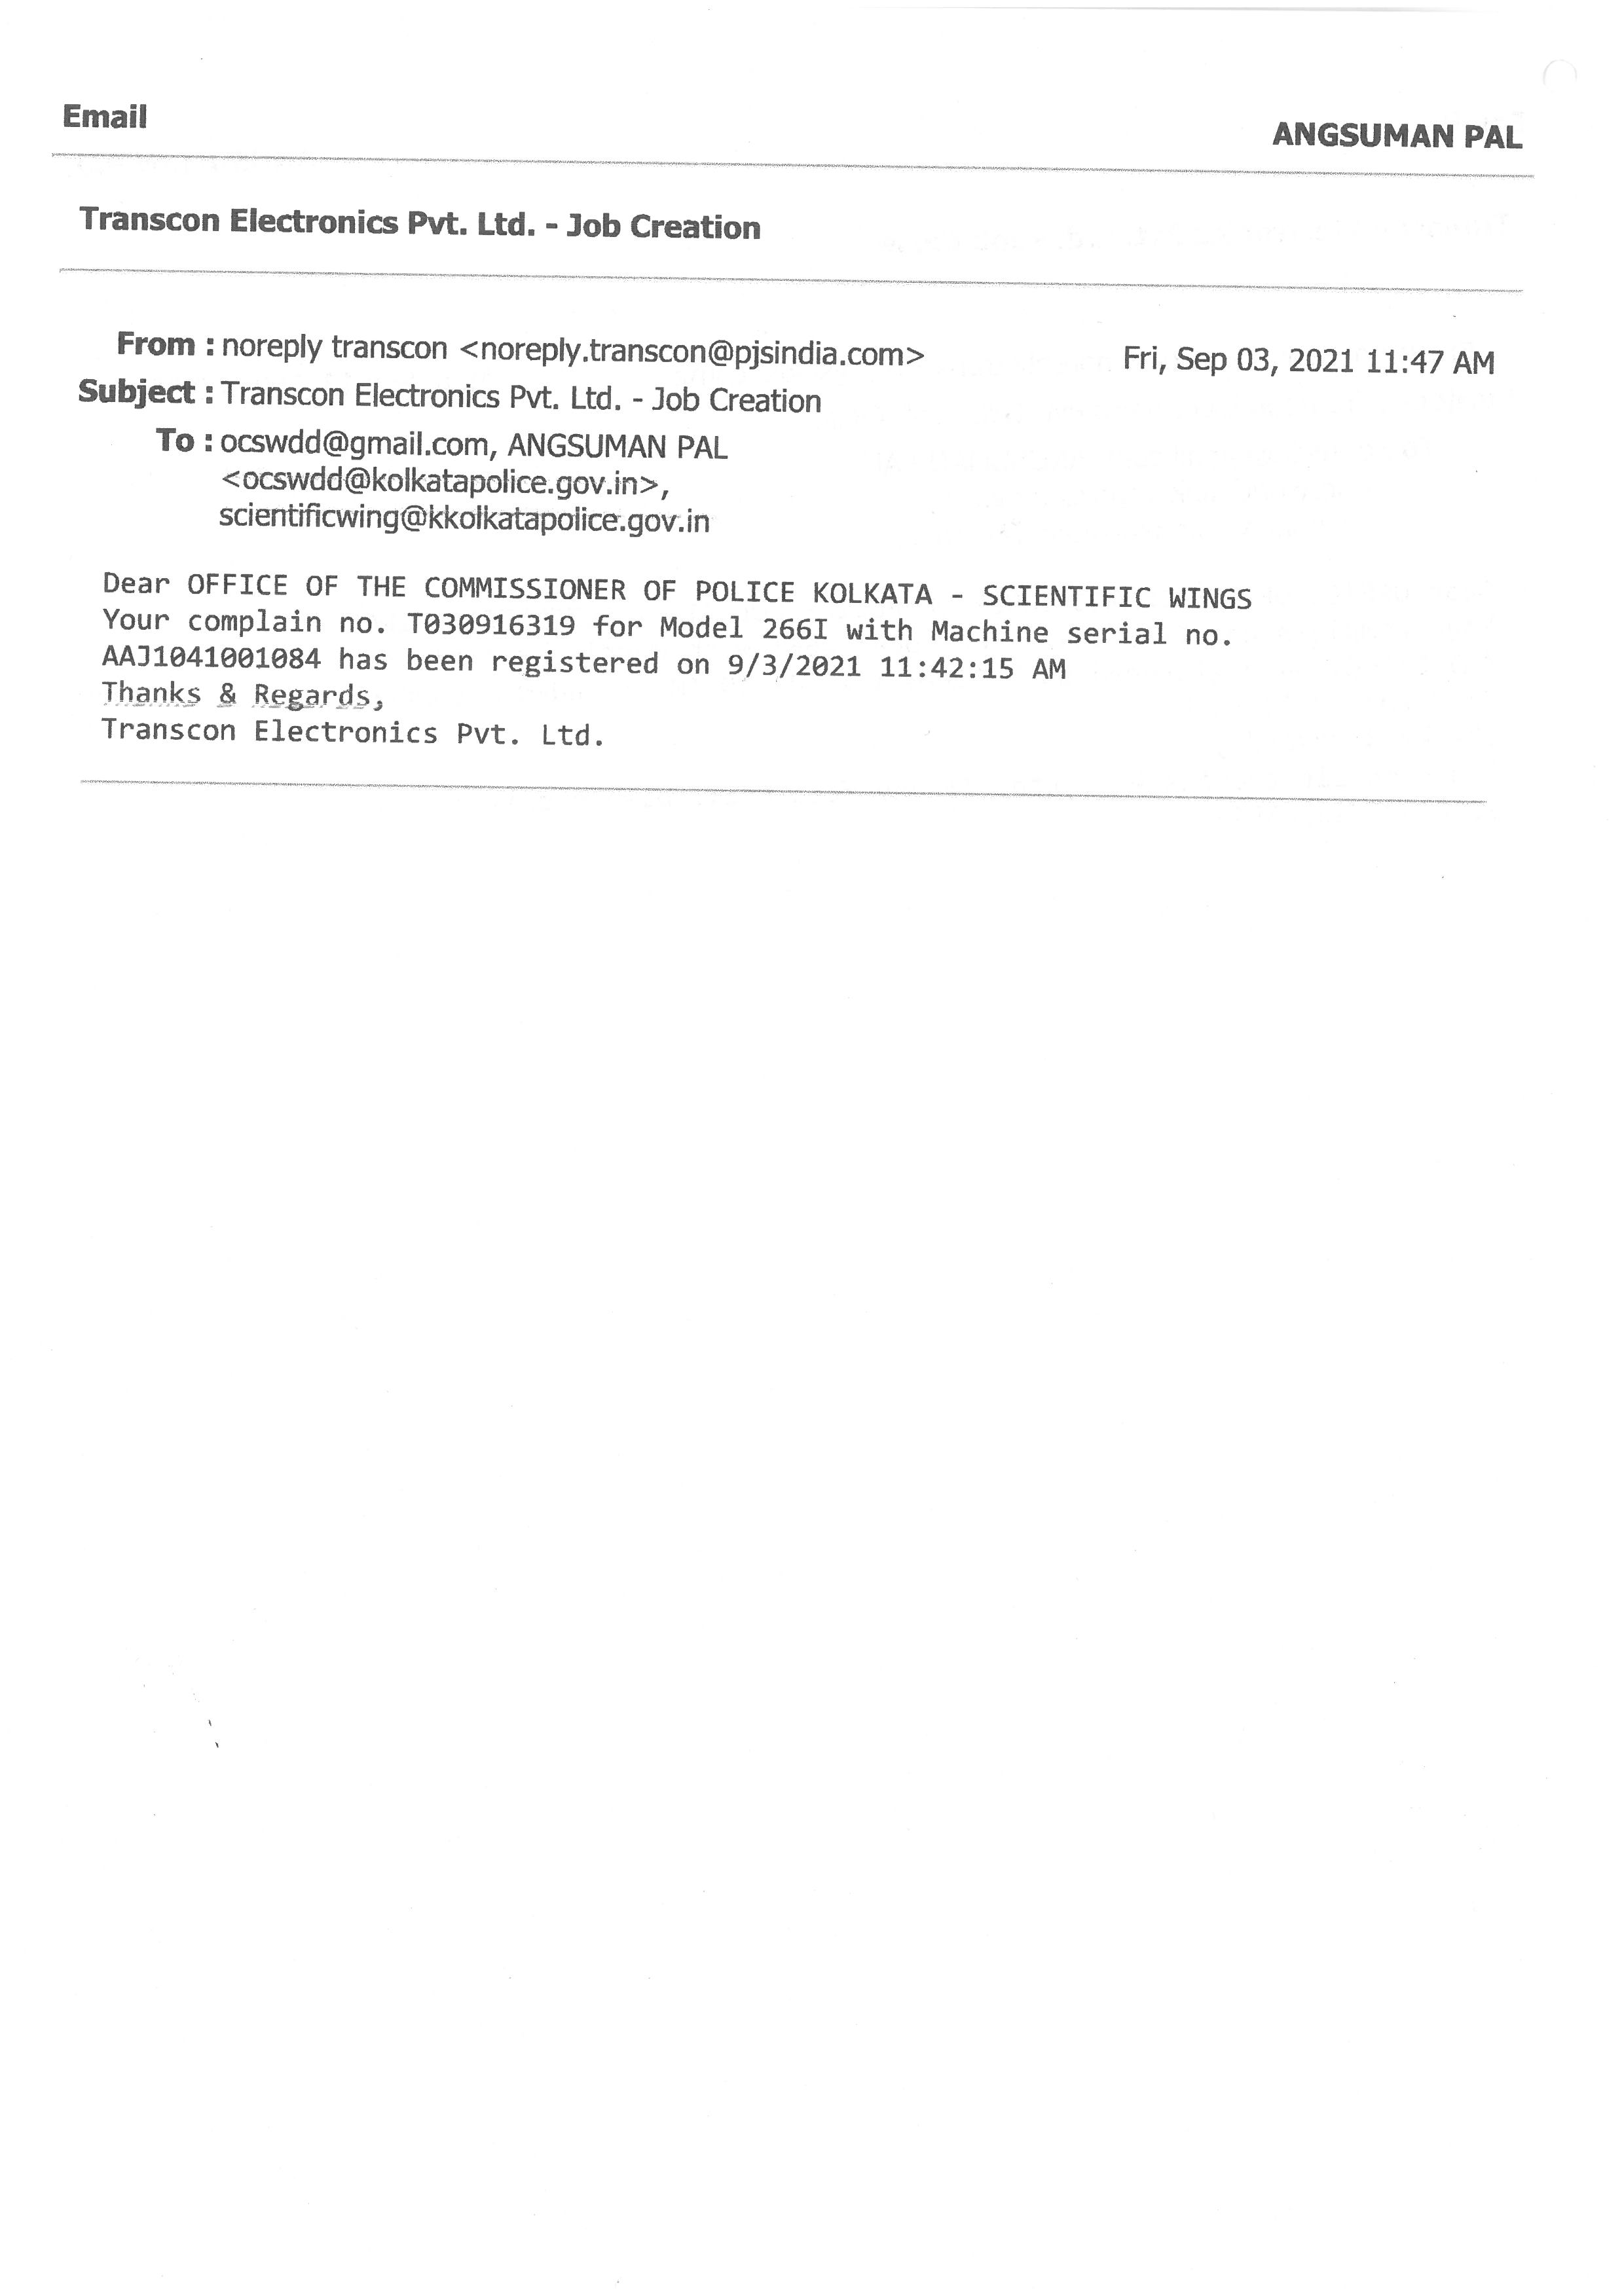 Email
ANGSUMAN PAL
Transcon Electronics Pvt. Ltd. - Job Creation
From : noreply transcon <noreply.transcon@pjsindia.com>
Fri, Sep 03, 2021 11:47 AM
Subject : Transcon Electronics Pvt. Ltd. - Job Creation
To : ocswdd@gmail.com, ANGSUMAN PAL
<ocswdd@kolkatapolice.gov.in>,
scientificwing@kkolkatapolice.gov.in
Dear OFFICE OF THE COMMISSIONER OF POLICE KOLKATA - SCIENTIFIC WINGS
Your complain no. T030916319 for Model 266I with Machine serial no.
AAJ1041001084 has been registered on 9/3/2021 11:42:15 AM
Thanks & Regards,
Transcon Electronics Pvt. Ltd.